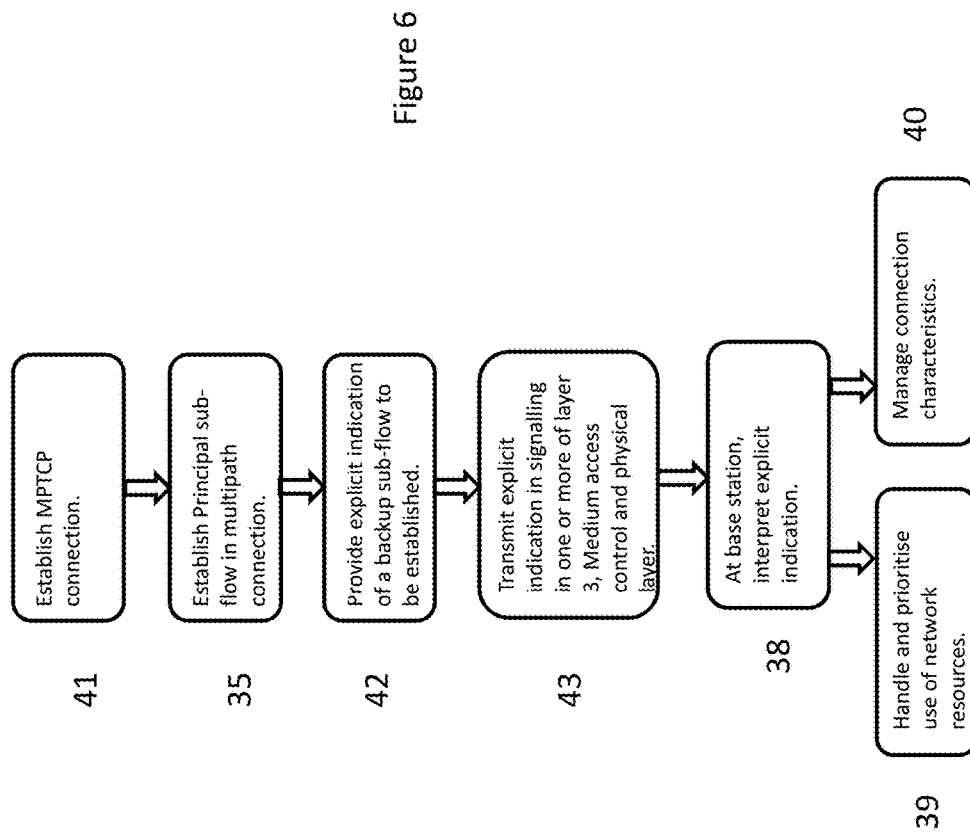 41
Establish MPTCP
connection.
35
Establish Principal sub-
flow in multipath
connection.
42
Provide explicit indication
of a backup sub-flow to
be established.
43
Transmit explicit
indication in signalling
in one or more of layer
3, Medium access
control and physical
layer.
38
At base station,
interpret explicit
indication.
39
Handle and prioritise
use of network
resources.
40
Manage connection
characteristics.
Figure 6